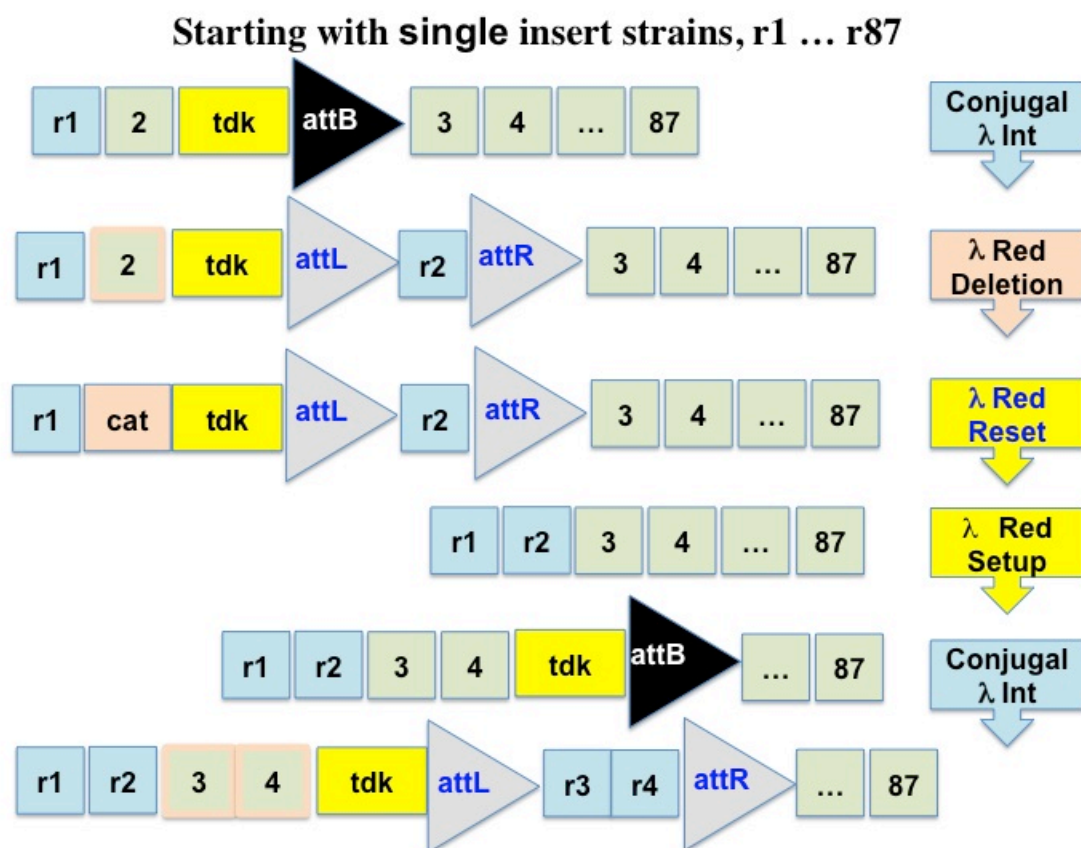 Starting with single insert strains, r1 ... r87
r1 2 tdk attB 3 4 ... 87
Conjugal
λ Int
r1 2 tdk attL r2 attR 3 4 ... 87
λ Red
Deletion
r1 cat tdk attL r2 attR 3 4 ... 87
λ Red
Reset
r1 r2 3 4 ... 87
λ Red
Setup
r1 r2 3 4 tdk attB ... 87
Conjugal
λ Int
r1 r2 3 4 tdk attL r3 r4 attR ... 87